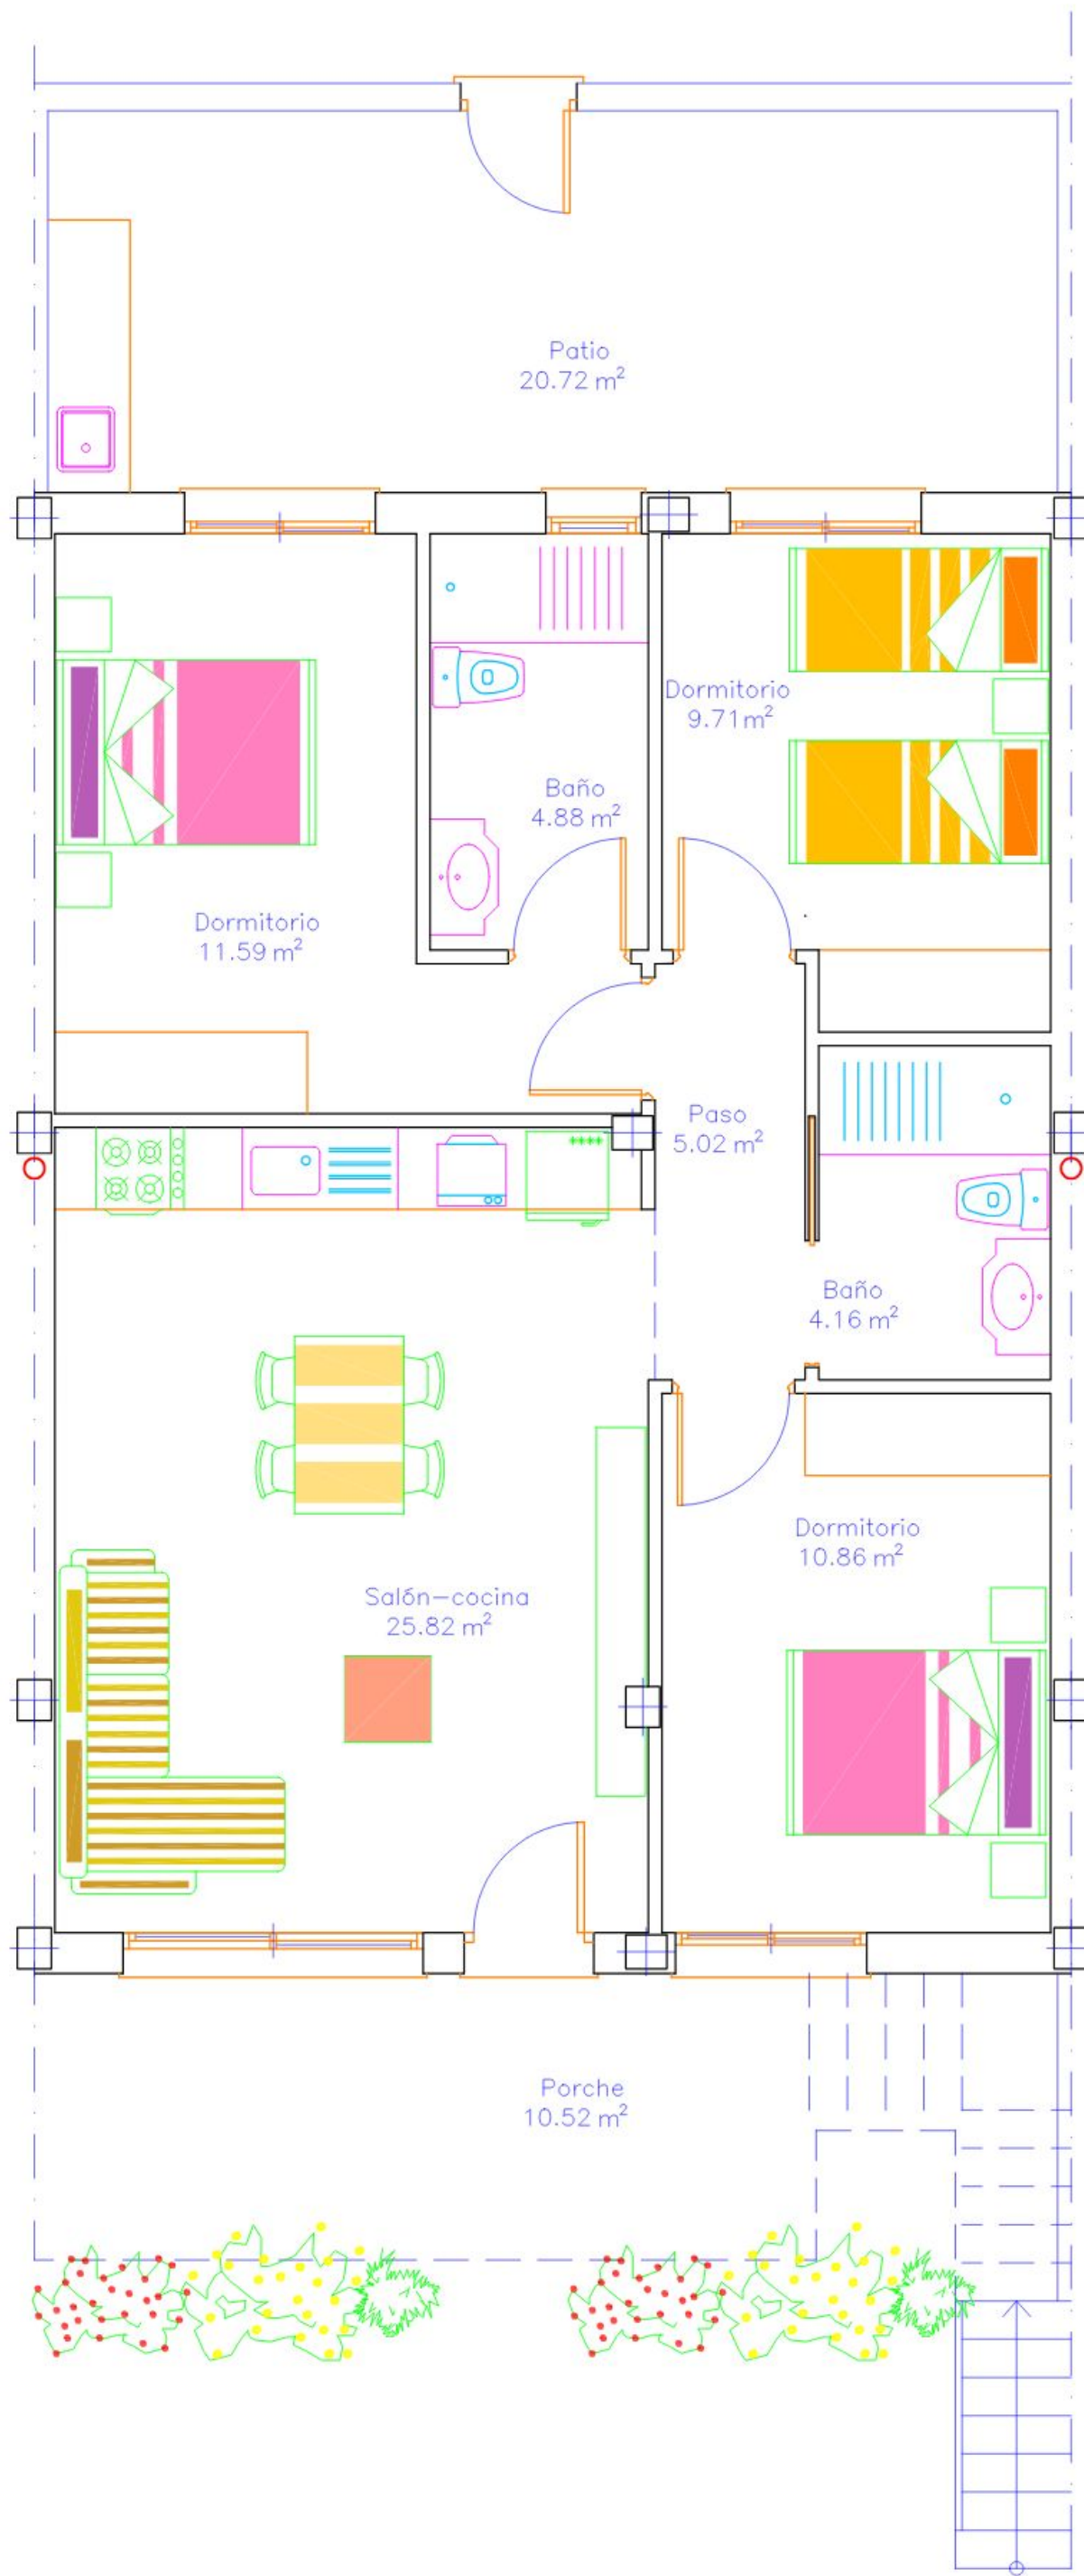 Patio
20.72 m²
Dormitorio
9.71 m²
Baño
4.88 m²
Dormitorio
11.59 m²
Paso
5.02 m²
Baño
4.16 m²
Dormitorio
10.86 m²
Salón-cocina
25.82 m²
Porche
10.52 m²